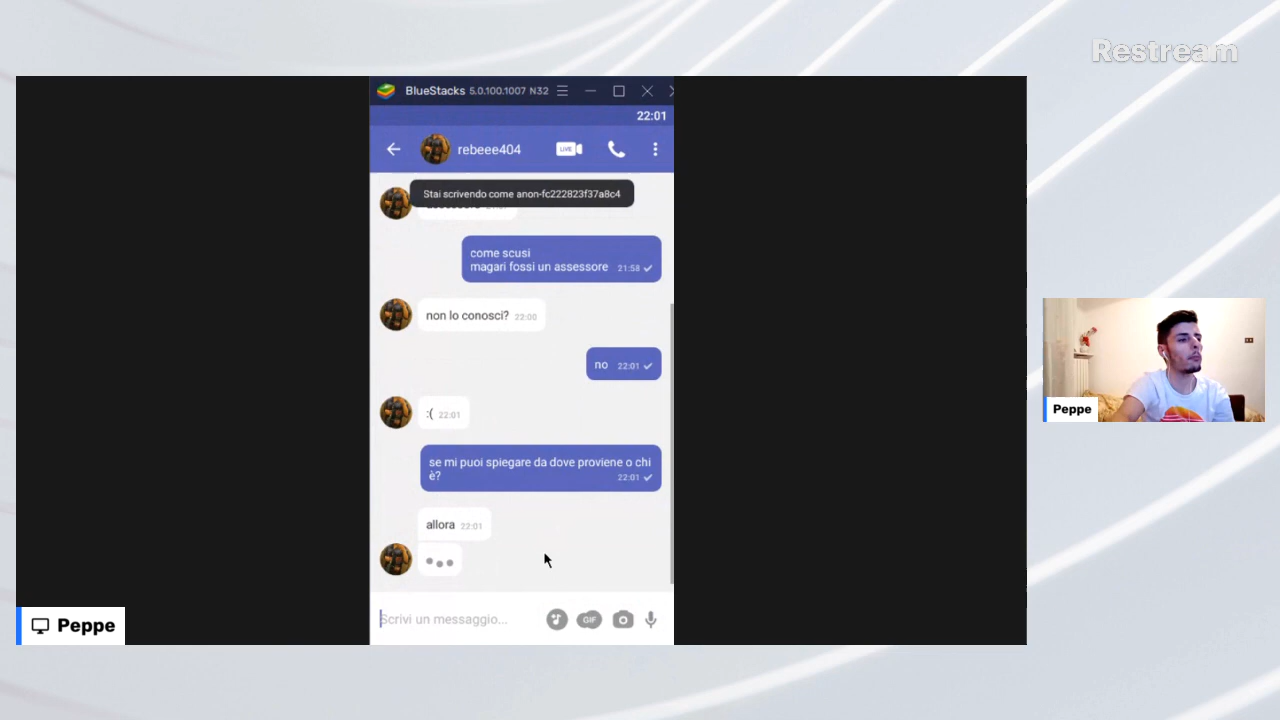 Restream
BlueStacks 5.0.100.1007 N32
22:01
rebeee404
LIVE
Stai scrivendo come anon-fc222823f37a8c4
come scusi
magari fossi un assessore 21:58
non lo conosci? 22:00
no 22:01
:( 22:01
se mi puoi spiegare da dove proviene o chi
è? 22:01
allora 22:01
Scrivi un messaggio...
GIF
Peppe
Peppe